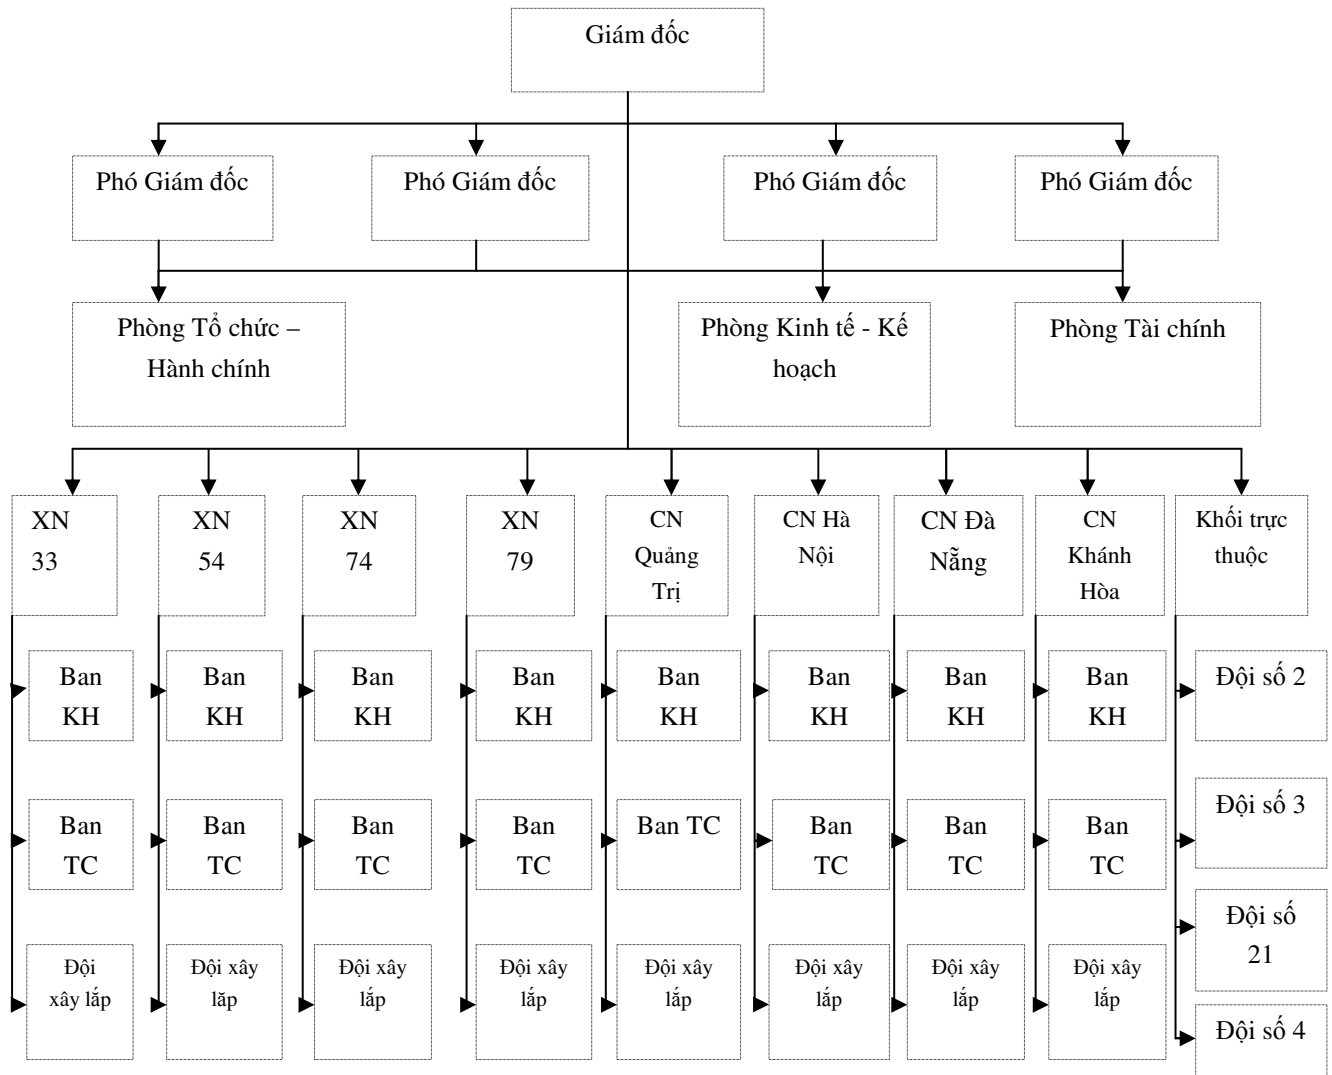 Giám đốc
Phó Giám đốc
Phó Giám đốc
Phó Giám đốc
Phó Giám đốc
Phòng Tổ chức –
Hành chính
Phòng Kinh tế - Kế
hoạch
Phòng Tài chính
XN
33
XN
54
XN
74
XN
79
CN
Quảng
Trị
CN Hà
Nội
CN Đà
Nẵng
CN
Khánh
Hòa
Khối trực
thuộc
Ban
KH
Ban
KH
Ban
KH
Ban
KH
Ban
KH
Ban
KH
Ban
KH
Ban
KH
Đội số 2
Ban
TC
Ban
TC
Ban
TC
Ban
TC
Ban TC
Ban
TC
Ban
TC
Ban
TC
Đội số 3
Đội số
21
Đội
xây lắp
Đội xây
lăp
Đội xây
lắp
Đội xây
lắp
Đội xây
lắp
Đội xây
lắp
Đội xây
lắp
Đội xây
lắp
Đội số 4